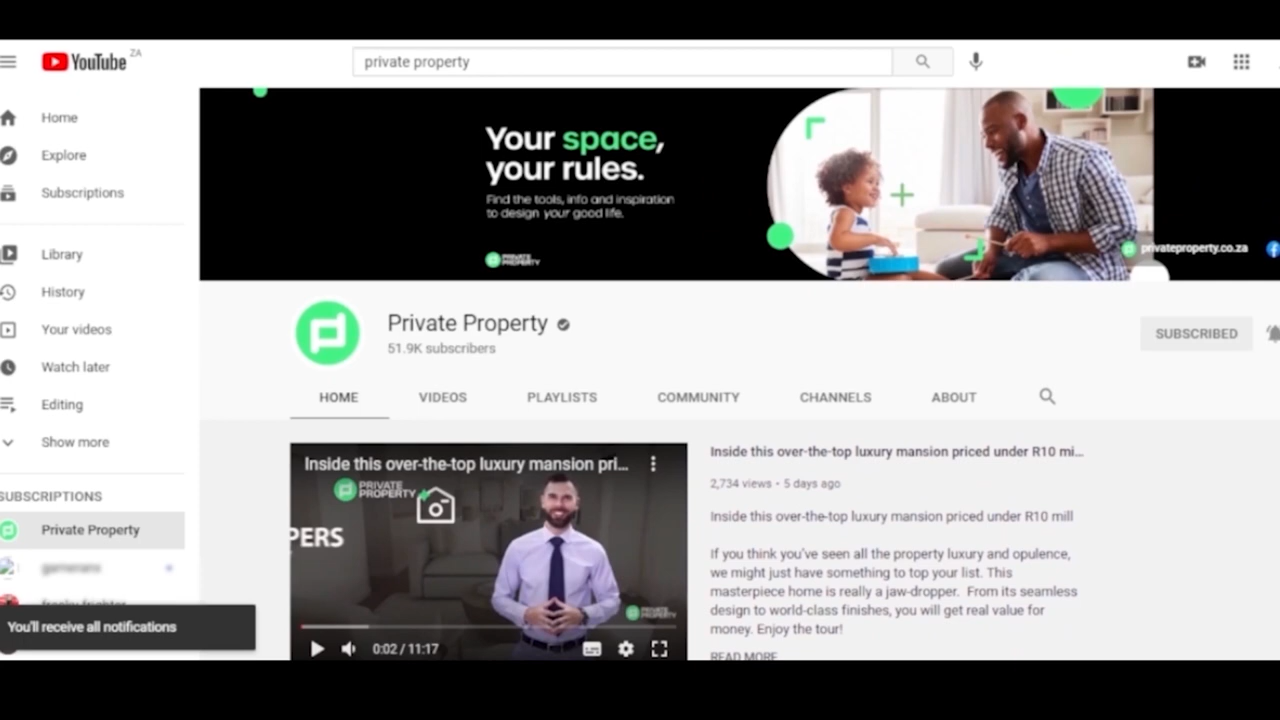 YouTube ZA
private property
Home
Explore
Subscriptions
Library
History
Your videos
Watch later
Editing
Show more
SUBSCRIPTIONS
Private Property
You'll receive all notifications
Your space,
your rules.
Find the tools, info and inspiration
to design your good life.
PRIVATE
PROPERTY
privateproperty.co.za
Private Property
51.9K subscribers
SUBSCRIBED
HOME VIDEOS PLAYLISTS COMMUNITY CHANNELS ABOUT
Inside this over-the-top luxury mansion pri...
PRIVATE
PROPERTY
PERS
PRIVATE
PROPERTY
0:02 / 11:17
Inside this over-the-top luxury mansion priced under R10 mi...
2,734 views • 5 days ago
Inside this over-the-top luxury mansion priced under R10 mill
If you think you've seen all the property luxury and opulence,
we might just have something to top your list. This
masterpiece home is really a jaw-dropper. From its seamless
design to world-class finishes, you will get real value for
money. Enjoy the tour!
READ MORE